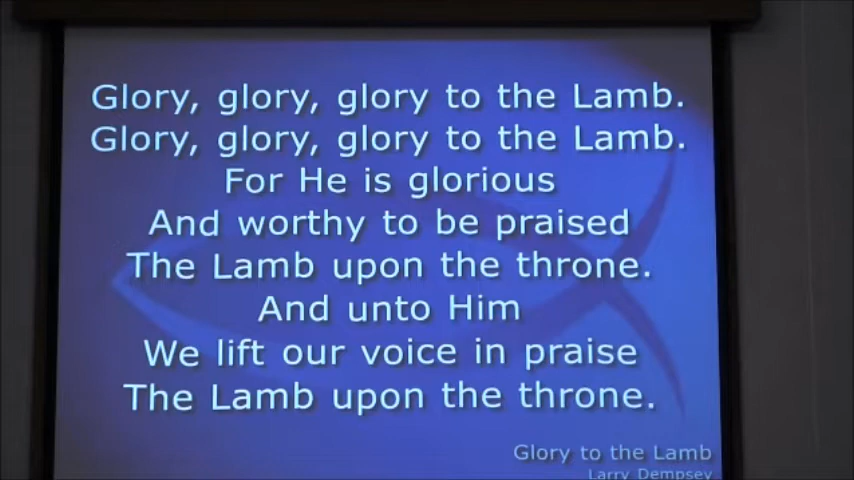 Glory, glory, glory to the Lamb.
Glory, glory, glory to the Lamb.
For He is glorious
And worthy to be praised
The Lamb upon the throne.
And unto Him
We lift our voice in praise
The Lamb upon the throne.
Glory to the Lamb
Larry Dempsey